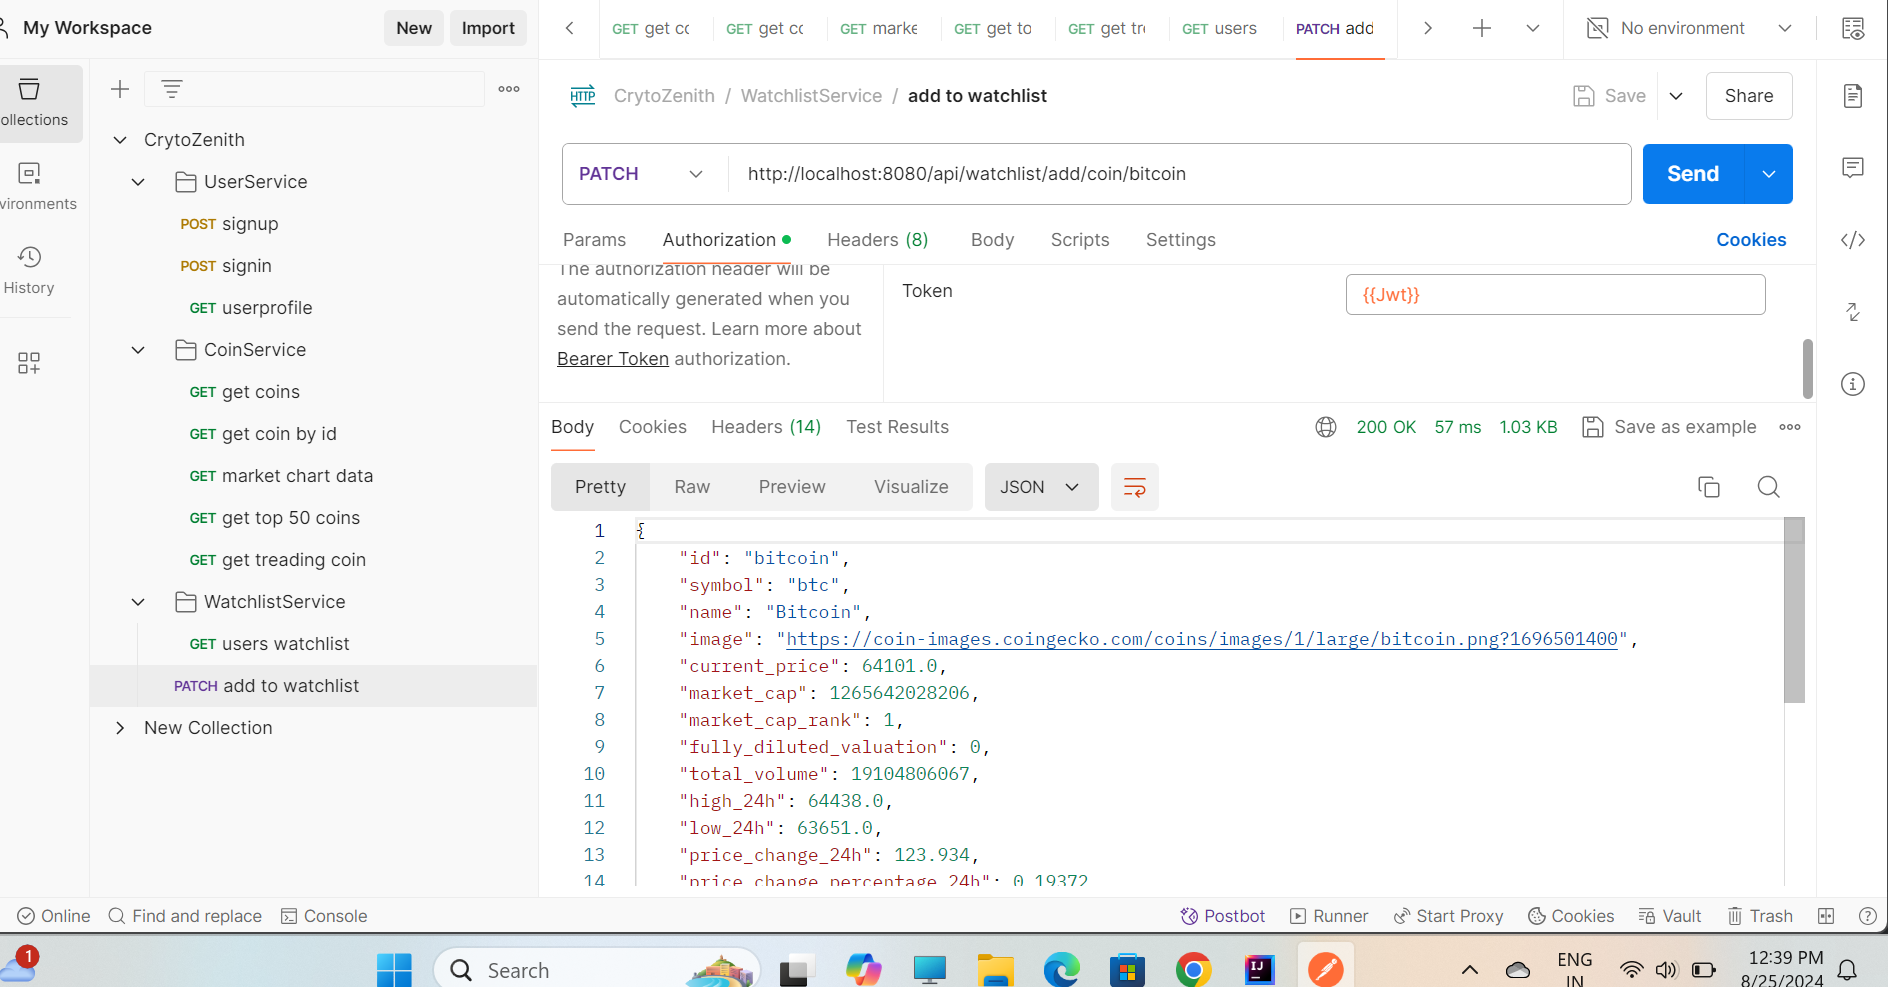 My Workspace
New
Import
GET get co
GET get co
GET marke
GET get to
GET get tre
GET users
PATCH add
No environment
ollections
vironments
History
CrytoZenith
UserService
POST signup
POST signin
GET userprofile
CoinService
GET get coins
GET get coin by id
GET market chart data
GET get top 50 coins
GET get treading coin
WatchlistService
GET users watchlist
PATCH add to watchlist
New Collection
HTTP CrytoZenith / WatchlistService / add to watchlist
Save
Share
PATCH
http://localhost:8080/api/watchlist/add/coin/bitcoin
Send
Params
Authorization
Headers (8)
Body
Scripts
Settings
Cookies
The authorization header will be
automatically generated when you
send the request. Learn more about
Bearer Token authorization.
Token
{{Jwt}}
Body
Cookies
Headers (14)
Test Results
200 OK
57 ms
1.03 KB
Save as example
Pretty
Raw
Preview
Visualize
JSON
1 {
2 "id": "bitcoin",
3 "symbol": "btc",
4 "name": "Bitcoin",
5 "image": "https://coin-images.coingecko.com/coins/images/1/large/bitcoin.png?1696501400",
6 "current_price": 64101.0,
7 "market_cap": 1265642028206,
8 "market_cap_rank": 1,
9 "fully_diluted_valuation": 0,
10 "total_volume": 19104806067,
11 "high_24h": 64438.0,
12 "low_24h": 63651.0,
13 "price_change_24h": 123.934,
14 "price_change_percentage_24h": 0.19372
Online
Find and replace
Console
Postbot
Runner
Start Proxy
Cookies
Vault
Trash
1
Search
IJ
ENG
IN
12:39 PM
8/25/2024